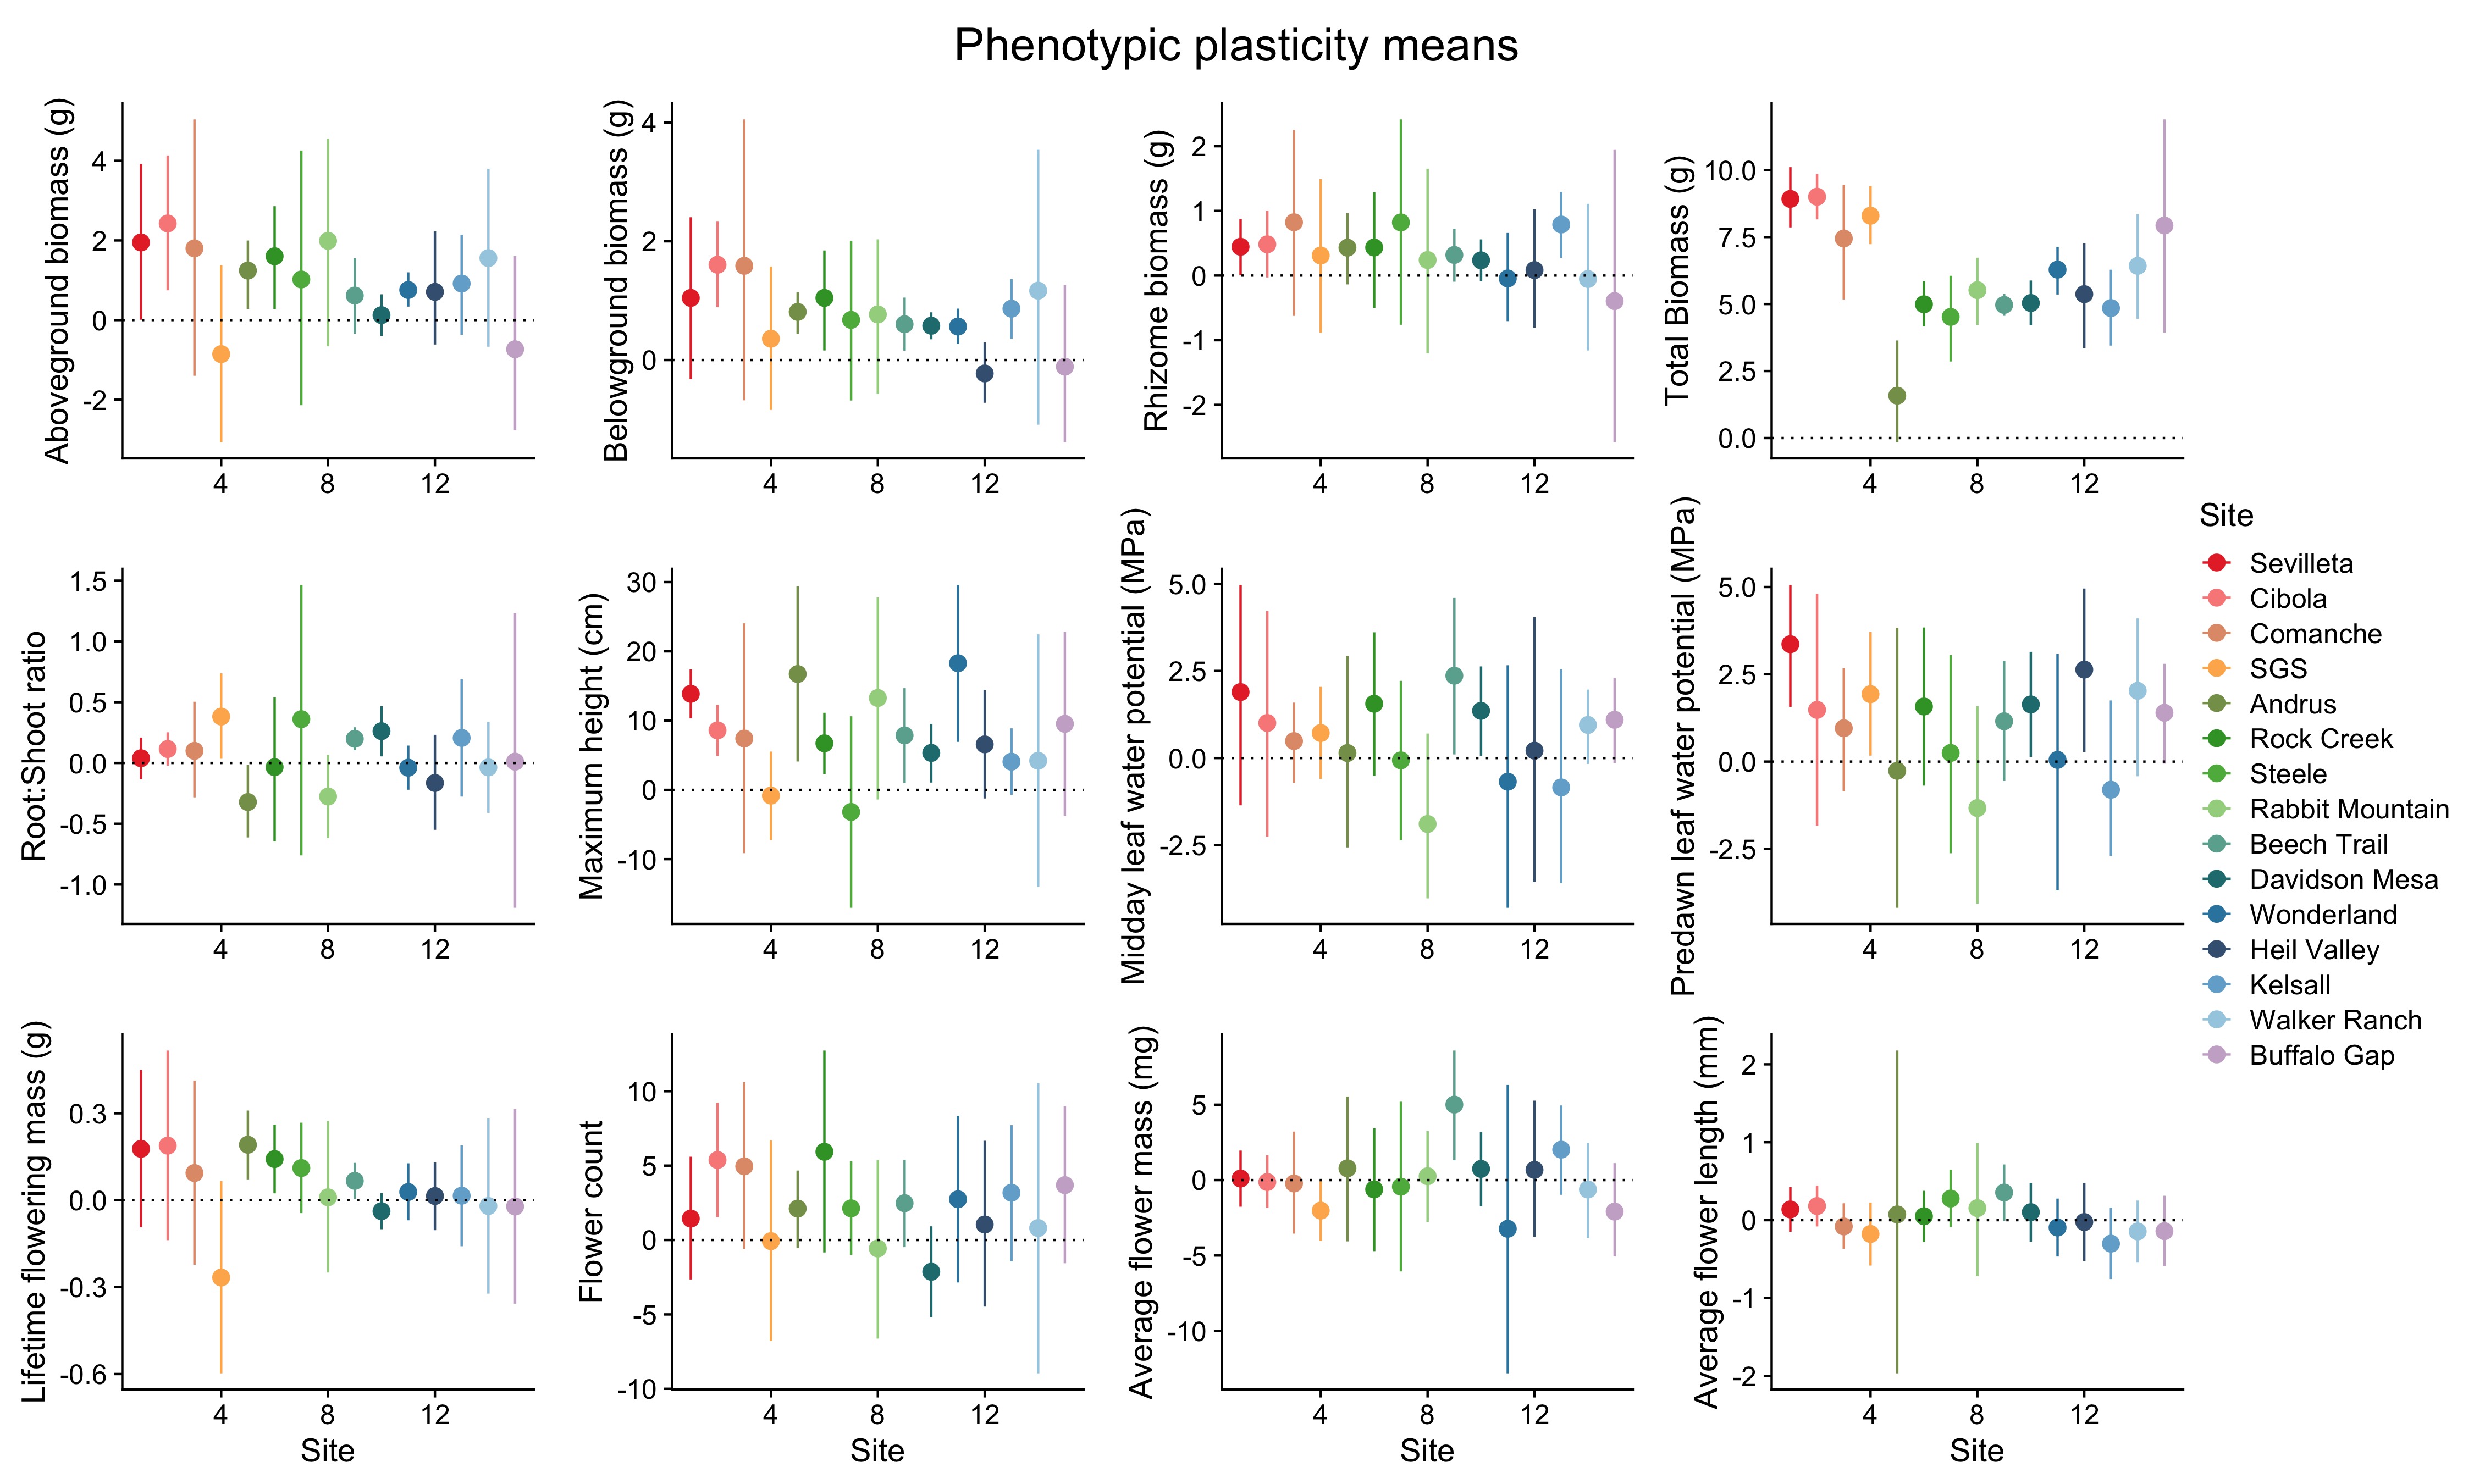 Phenotypic plasticity means
Aboveground biomass (g)
4
2
0
-2
4 8 12
Belowground biomass (g)
4
2
0
4 8 12
Rhizome biomass (g)
2
1
0
-1
-2
4 8 12
Total Biomass (g)
10.0
7.5
5.0
2.5
0.0
4 8 12
Root:Shoot ratio
1.5
1.0
0.5
0.0
-0.5
-1.0
4 8 12
Maximum height (cm)
30
20
10
0
-10
4 8 12
Midday leaf water potential (MPa)
5.0
2.5
0.0
-2.5
4 8 12
Predawn leaf water potential (MPa)
5.0
2.5
0.0
-2.5
4 8 12
Lifetime flowering mass (g)
0.3
0.0
-0.3
-0.6
4 8 12
Site
Flower count
10
5
0
-5
-10
4 8 12
Site
Average flower mass (mg)
5
0
-5
-10
4 8 12
Site
Average flower length (mm)
2
1
0
-1
-2
4 8 12
Site
Site
Sevilleta
Cibola
Comanche
SGS
Andrus
Rock Creek
Steele
Rabbit Mountain
Beech Trail
Davidson Mesa
Wonderland
Heil Valley
Kelsall
Walker Ranch
Buffalo Gap